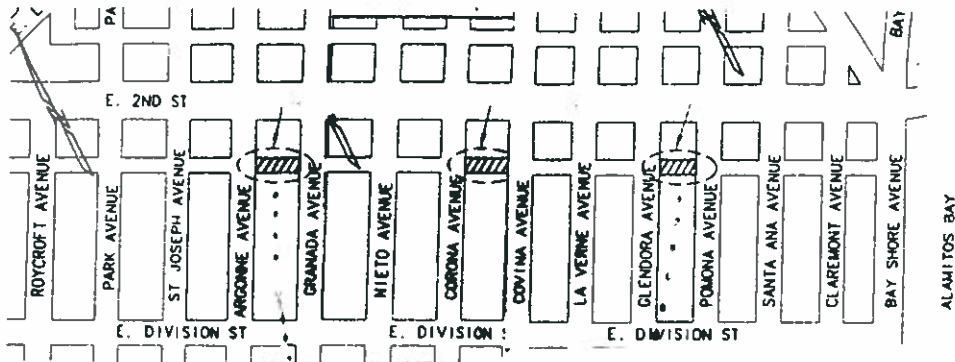 PA
BAY
E. 2ND ST
ROYCROFT AVENUE
PARK AVENUE
ST JOSEPH AVENUE
ARGONNE AVENUE
GRANADA AVENUE
NIETO AVENUE
CORONA AVENUE
COVINA AVENUE
LA VERNE AVENUE
GLENDORA AVENUE
POMONA AVENUE
SANTA ANA AVENUE
CLAREMONT AVENUE
BAY SHORE AVENUE
ALAMITOS BAY
E. DIVISION ST
E. DIVISION
E. DIVISION ST